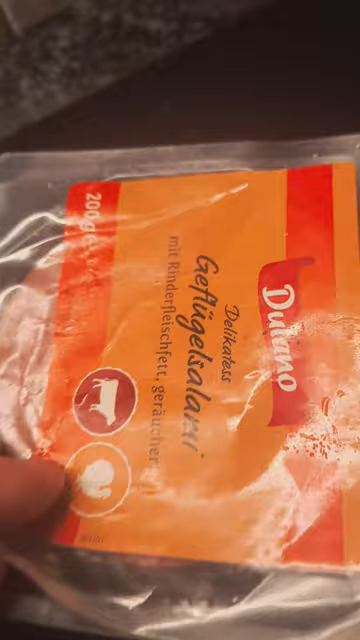 Dulano
Delikatess
Geflügelsalami
mit Rinderfleischfett, geräuchert
200g e